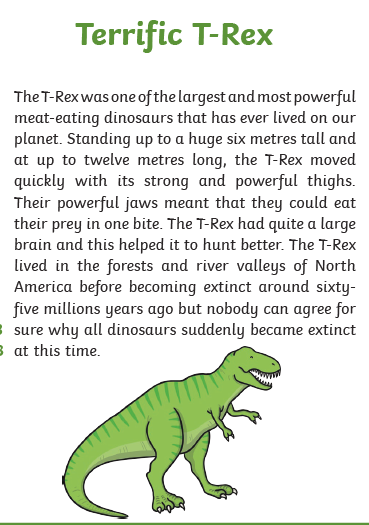 Terrific T-Rex
The T-Rex was one of the largest and most powerful
meat-eating dinosaurs that has ever lived on our
planet. Standing up to a huge six metres tall and
at up to twelve metres long, the T-Rex moved
quickly with its strong and powerful thighs.
Their powerful jaws meant that they could eat
their prey in one bite. The T-Rex had quite a large
brain and this helped it to hunt better. The T-Rex
lived in the forests and river valleys of North
America before becoming extinct around sixty-
five millions years ago but nobody can agree for
sure why all dinosaurs suddenly became extinct
at this time.